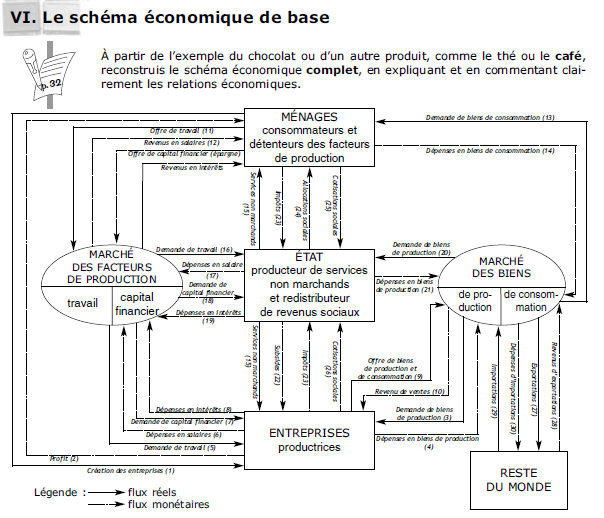 VI. Le schéma économique de base
p.32
À partir de l'exemple du chocolat ou d'un autre produit, comme le thé ou le café,
reconstruis le schéma économique complet, en expliquant et en commentant clai-
rement les relations économiques.
MÉNAGES
consommateurs et
détenteurs des facteurs
de production
Offre de travail (11)
Revenus en salaires (12)
Offre de capital financier (épargne)
Revenus en intérêts
Demande de biens de consommation (13)
Dépenses en biens de consommation (14)
Services non marchands
(15)
Impôts (23)
Allocations sociales
(24)
Cotisations sociales
(25)
MARCHÉ
DES FACTEURS
DE PRODUCTION
travail
capital
financier
Demande de travail (16)
Dépenses en salaire
(17)
Demande de
capital financier
(18)
Dépenses en intérêts
(19)
ÉTAT
producteur de services
non marchands
et redistributeur
de revenus sociaux
Demande de biens
de production (20)
Dépenses en biens
de production (21)
MARCHÉ
DES BIENS
de pro-
duction
de consom-
mation
Services non marchands
(15)
Subsides (22)
Impôts (23)
Cotisations sociales
(26)
Offre de biens
de production et
de consommation (9)
Revenu de ventes (10)
Demande de biens
de production (3)
Dépenses en biens de production
(4)
Importations (29)
Dépenses d'importations (30)
Exportations (27)
Revenus d'exportations (28)
Dépenses en intérêts (8)
Demande de capital financier (7)
Dépenses en salaires (6)
Demande de travail (5)
Profit (2)
Création des entreprises (1)
ENTREPRISES
productrices
RESTE
DU MONDE
Légende : flux réels
flux monétaires